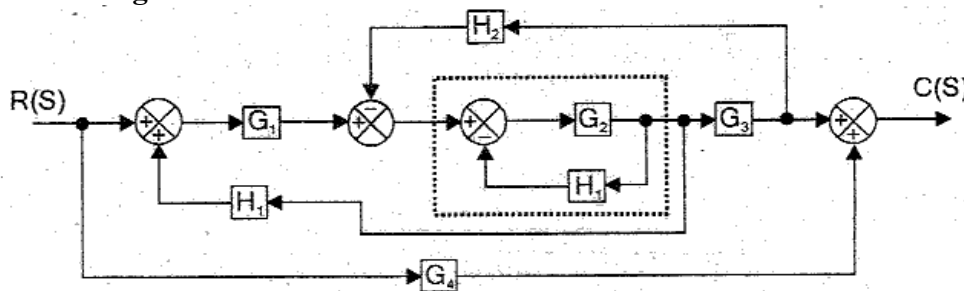 H₂
R(S)
C(S)
+
+
G₁
−
+
+
−
G₂
G₃
+
+
H₁
H₁
G₄